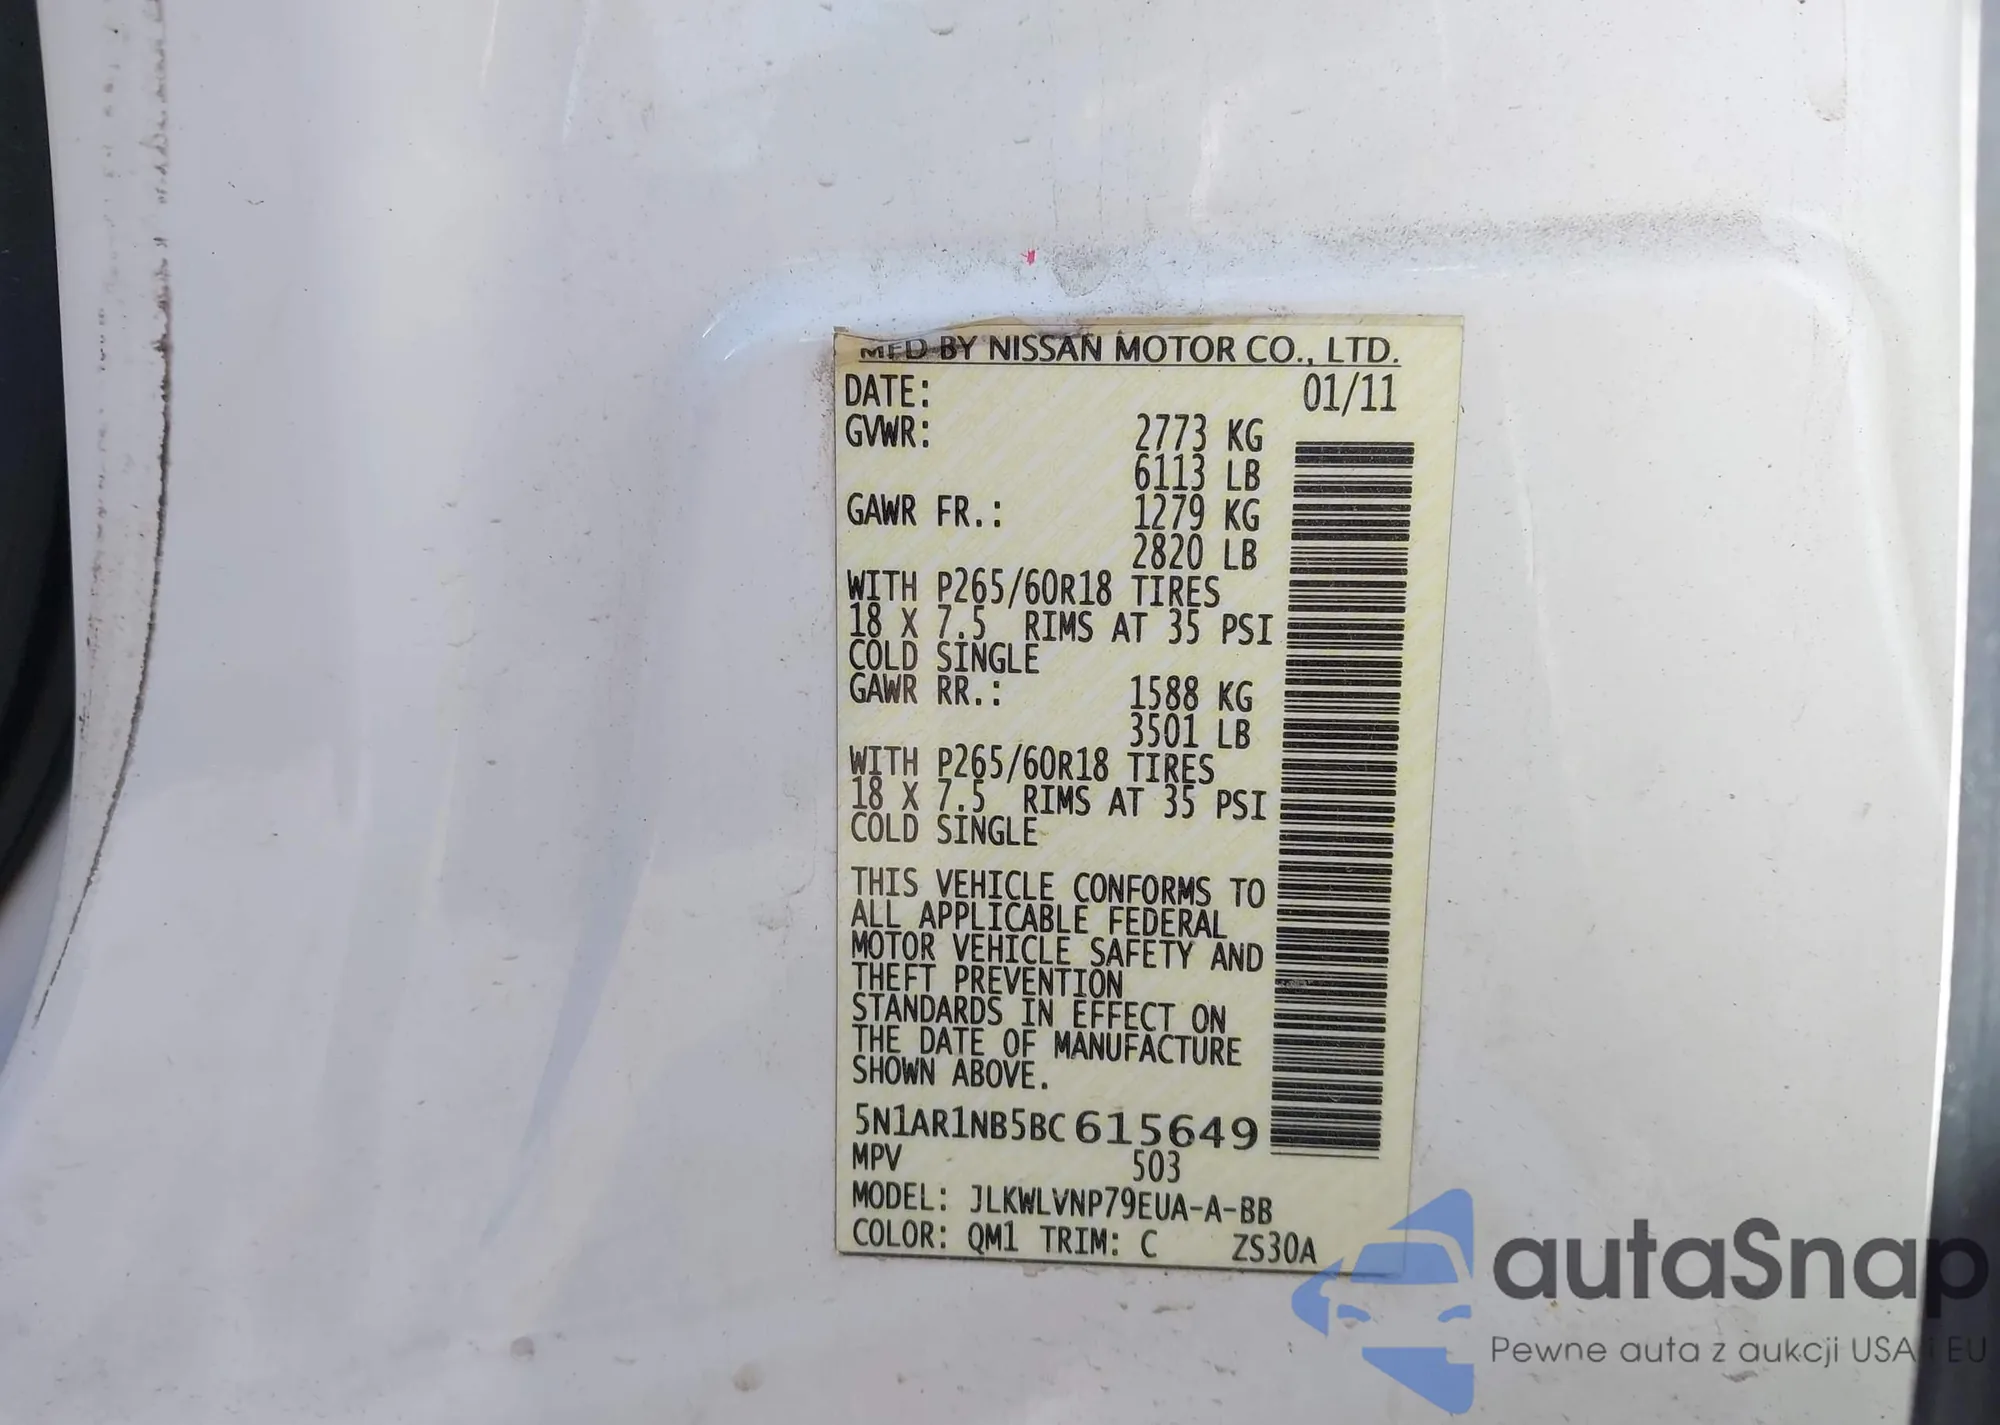 MFD BY NISSAN MOTOR CO., LTD.
DATE: 01/11
GVWR: 2773 KG
6113 LB
GAWR FR.: 1279 KG
2820 LB
WITH P265/60R18 TIRES
18 X 7.5 RIMS AT 35 PSI
COLD SINGLE
GAWR RR.: 1588 KG
3501 LB
WITH P265/60R18 TIRES
18 X 7.5 RIMS AT 35 PSI
COLD SINGLE
THIS VEHICLE CONFORMS TO
ALL APPLICABLE FEDERAL
MOTOR VEHICLE SAFETY AND
THEFT PREVENTION
STANDARDS IN EFFECT ON
THE DATE OF MANUFACTURE
SHOWN ABOVE.
5N1AR1NB5BC615649
MPV 503
MODEL: JLKWLVNP79EUA-A-BB
COLOR: QM1 TRIM: C ZS30A
autaSnap
Pewne auta z aukcji USA i EU